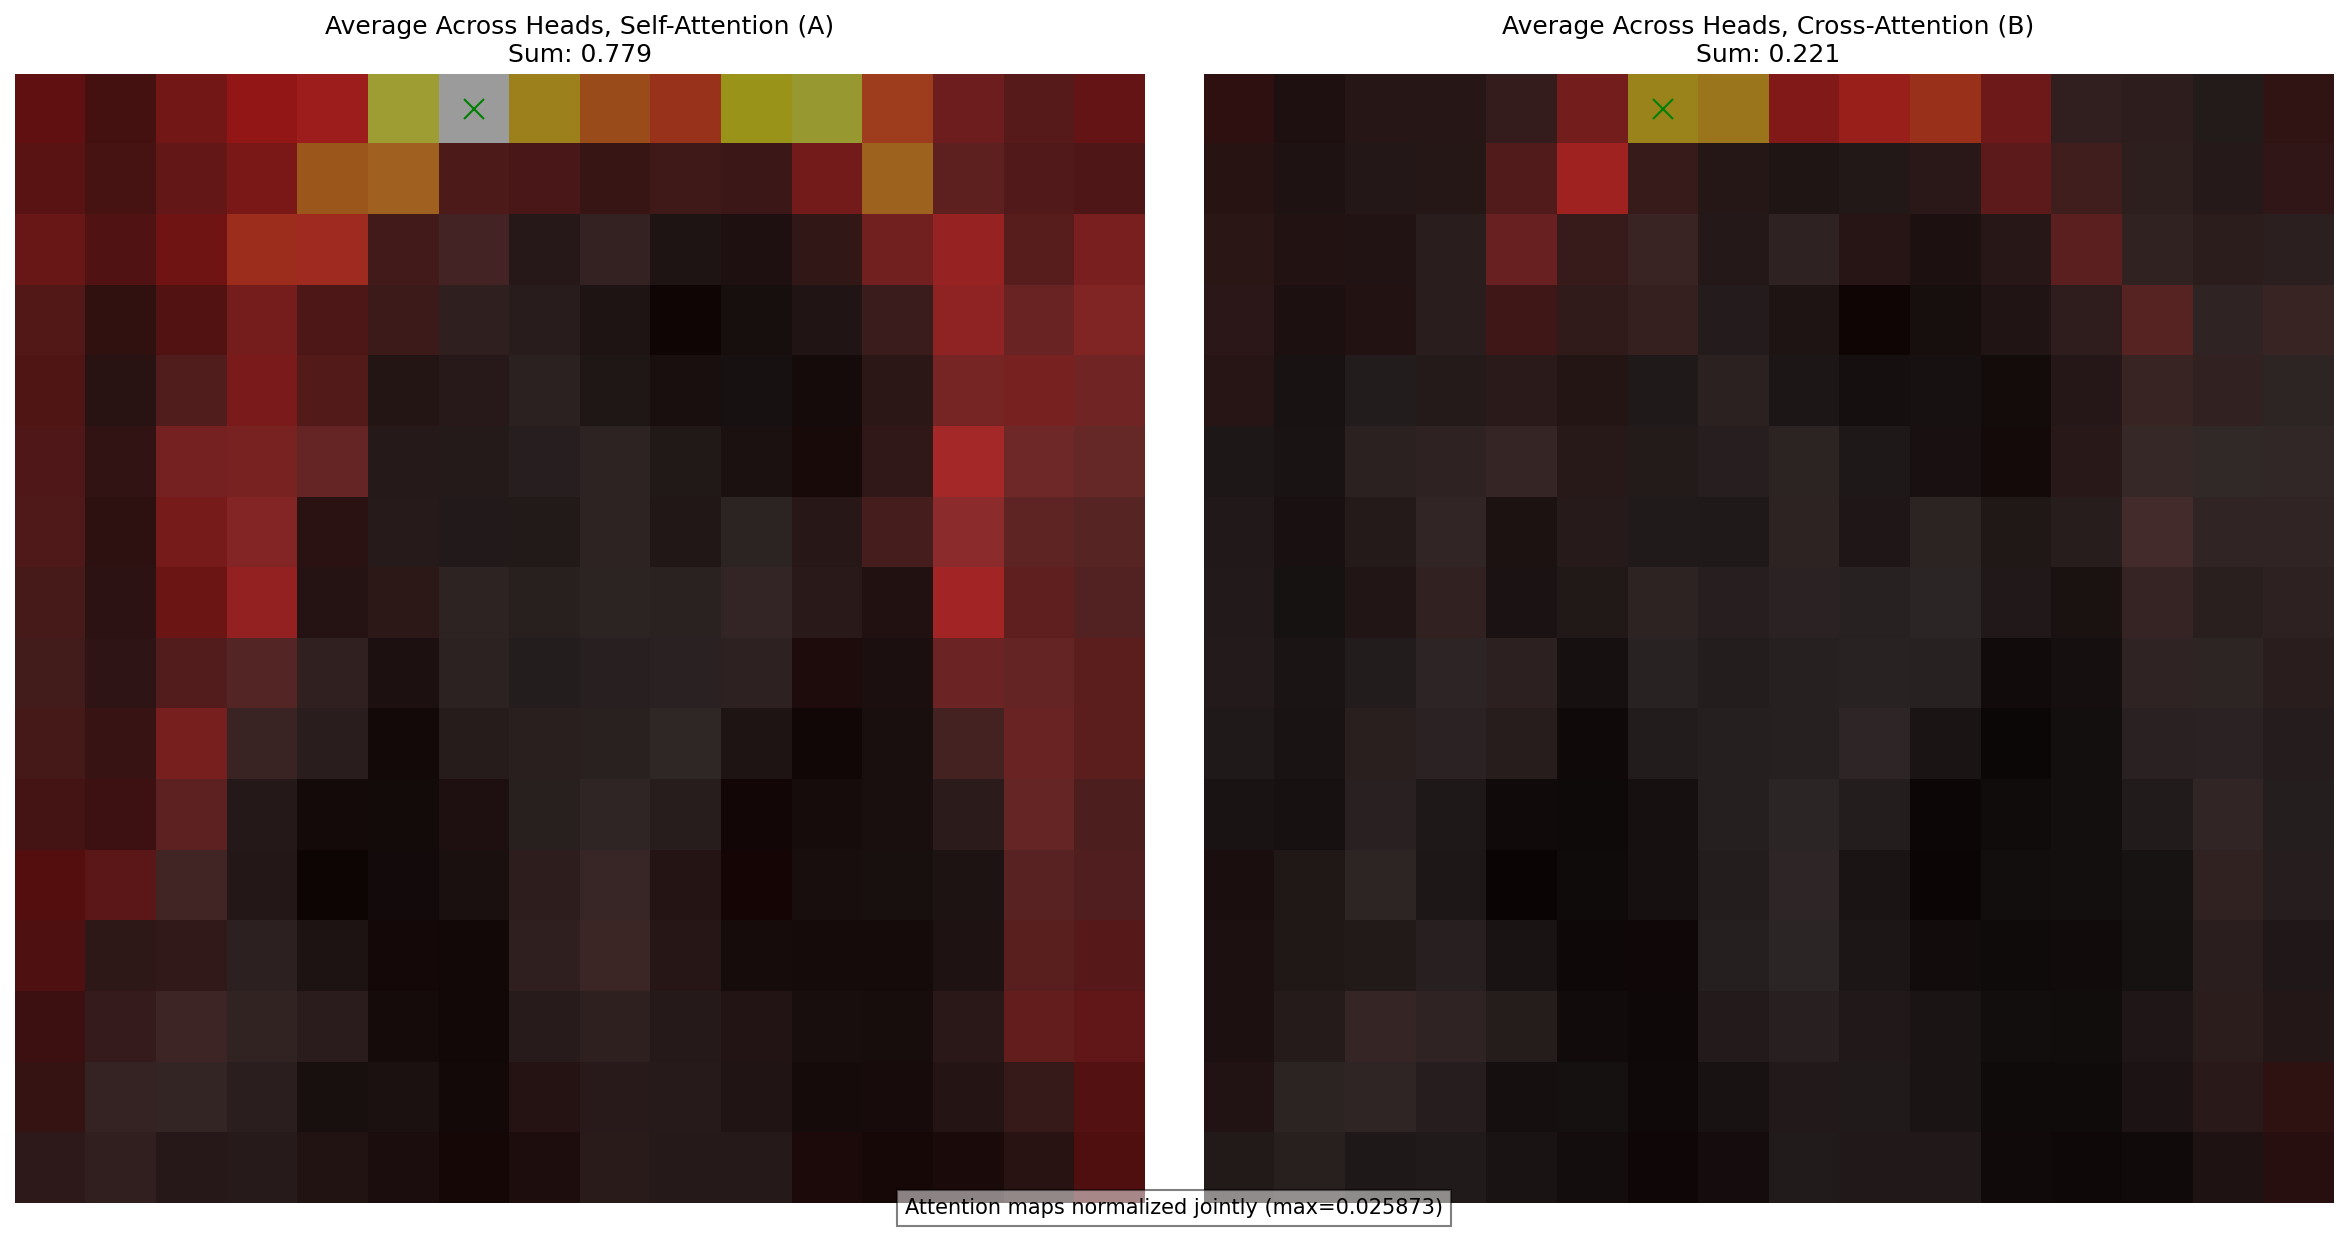 Average Across Heads, Self-Attention (A)
Sum: 0.779
Average Across Heads, Cross-Attention (B)
Sum: 0.221
Attention maps normalized jointly (max=0.025873)